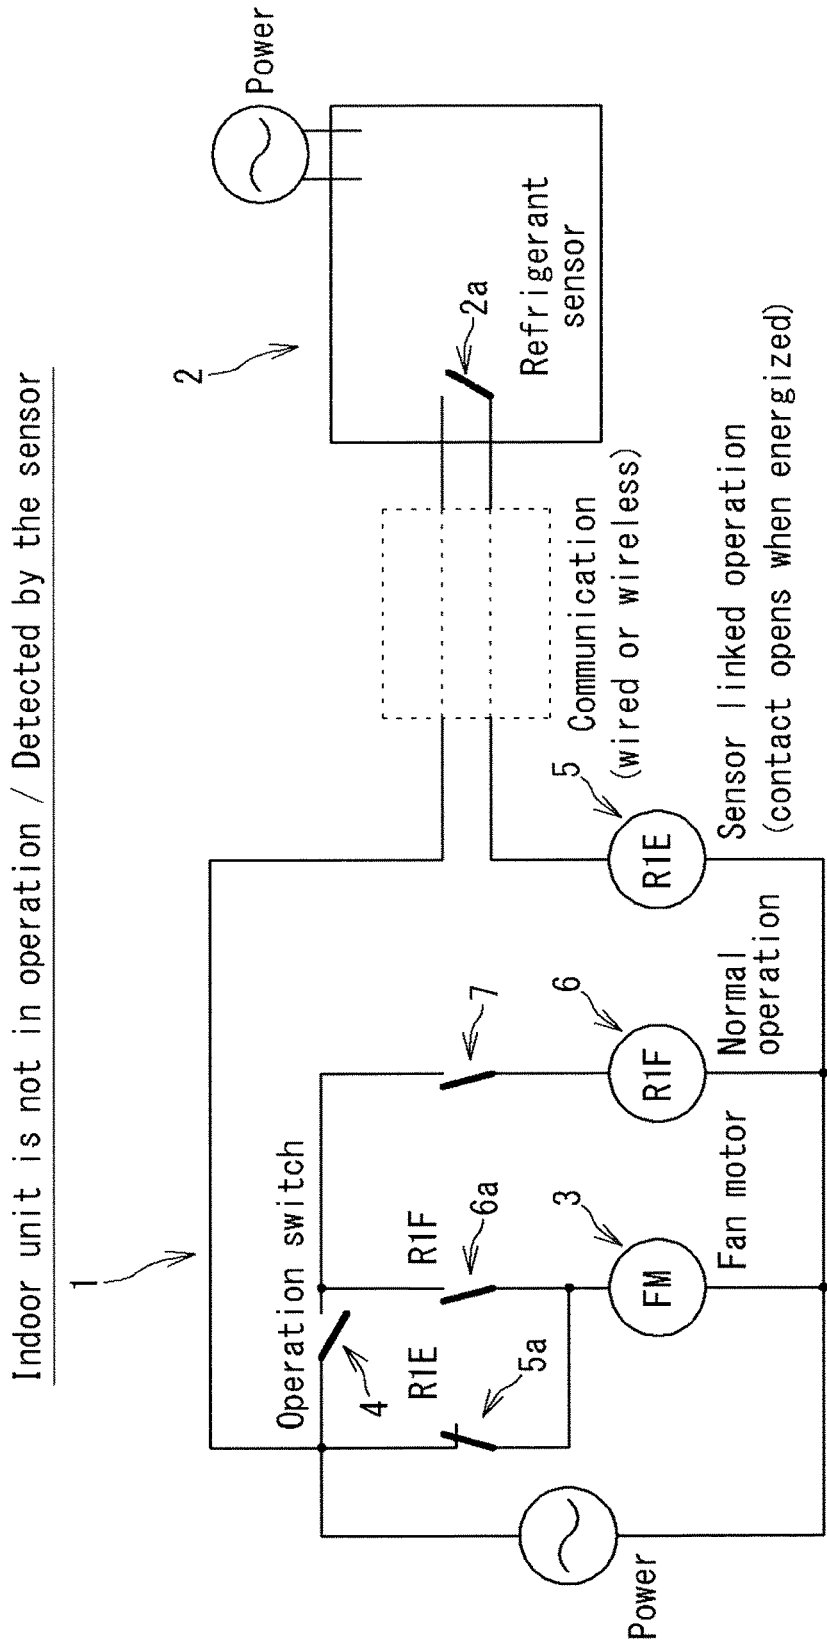 Indoor unit is not in operation / Detected by the sensor
1
2
Power
Operation switch
4
R1E
5a
R1F
6a
7
2a
Refrigerant
sensor
Communication
(wired or wireless)
3
FM
Fan motor
6
R1F
Normal
operation
5
R1E
Sensor linked operation
(contact opens when energized)
Power